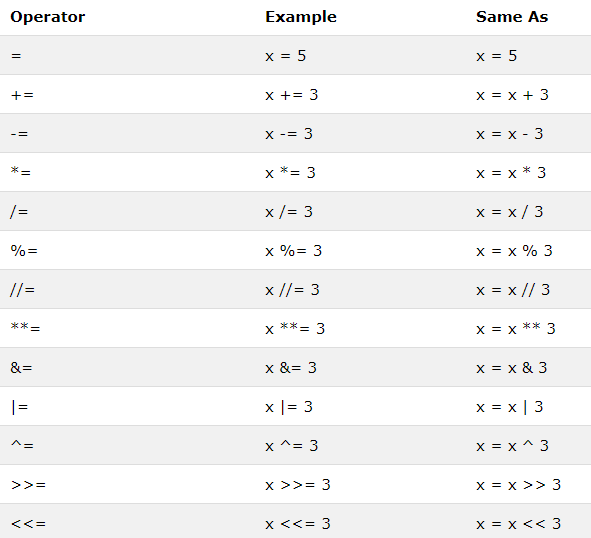 Operator Example Same As
= x = 5 x = 5
+= x += 3 x = x + 3
-= x -= 3 x = x - 3
*= x *= 3 x = x * 3
/= x /= 3 x = x / 3
%= x %= 3 x = x % 3
//= x //= 3 x = x // 3
**= x **= 3 x = x ** 3
&= x &= 3 x = x & 3
|= x |= 3 x = x | 3
^= x ^= 3 x = x ^ 3
>>= x >>= 3 x = x >> 3
<<= x <<= 3 x = x << 3